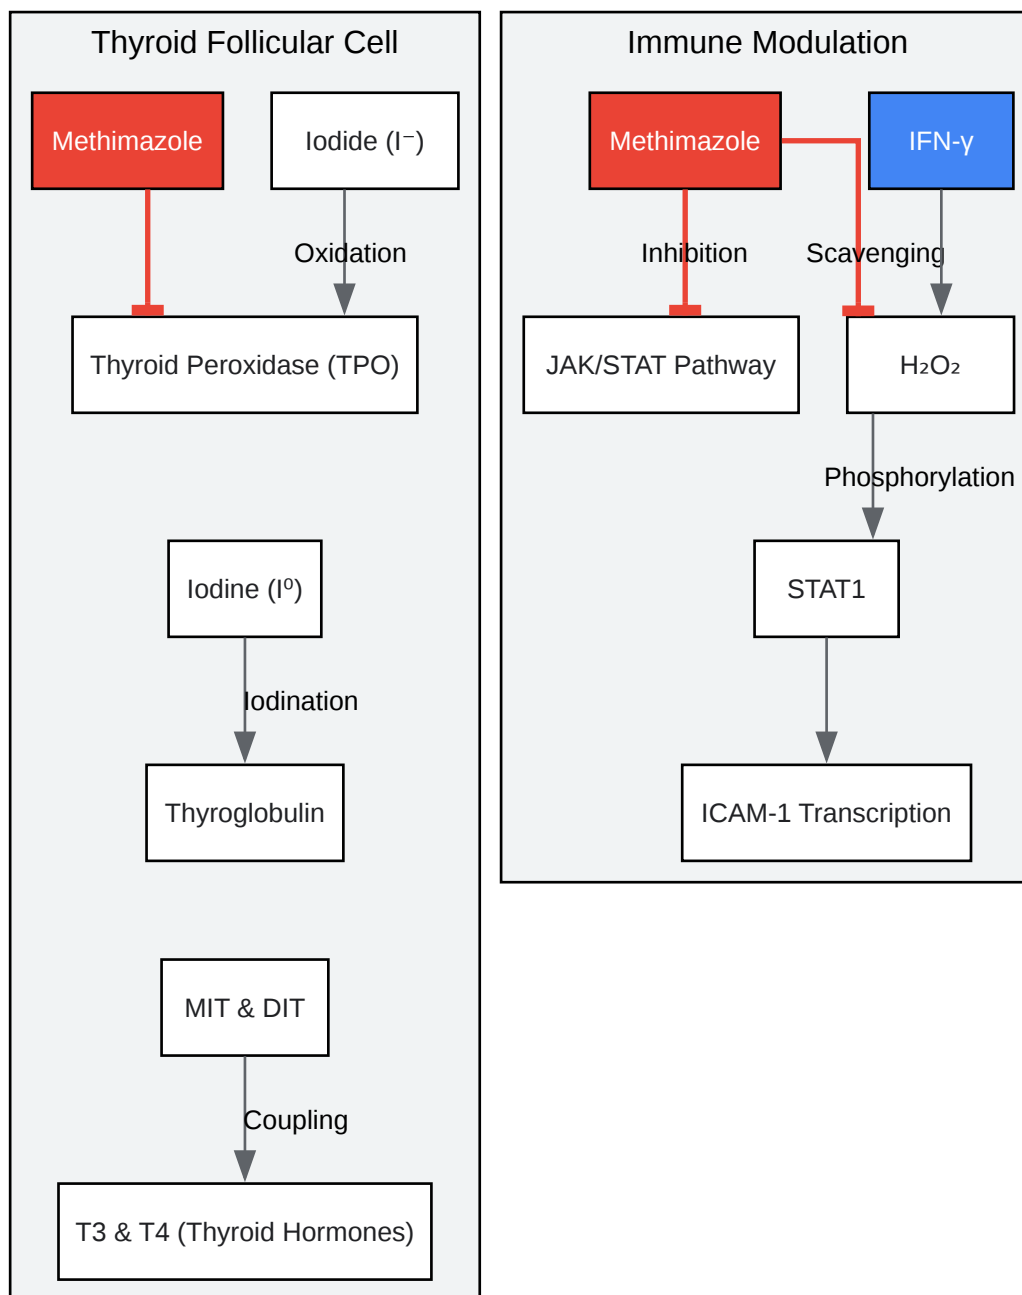 Thyroid Follicular Cell
Methimazole
Iodide (I⁻)
Oxidation
Thyroid Peroxidase (TPO)
Iodine (I⁰)
Iodination
Thyroglobulin
MIT & DIT
Coupling
T3 & T4 (Thyroid Hormones)
Immune Modulation
Methimazole
IFN-γ
Inhibition
Scavenging
JAK/STAT Pathway
H₂O₂
Phosphorylation
STAT1
ICAM-1 Transcription